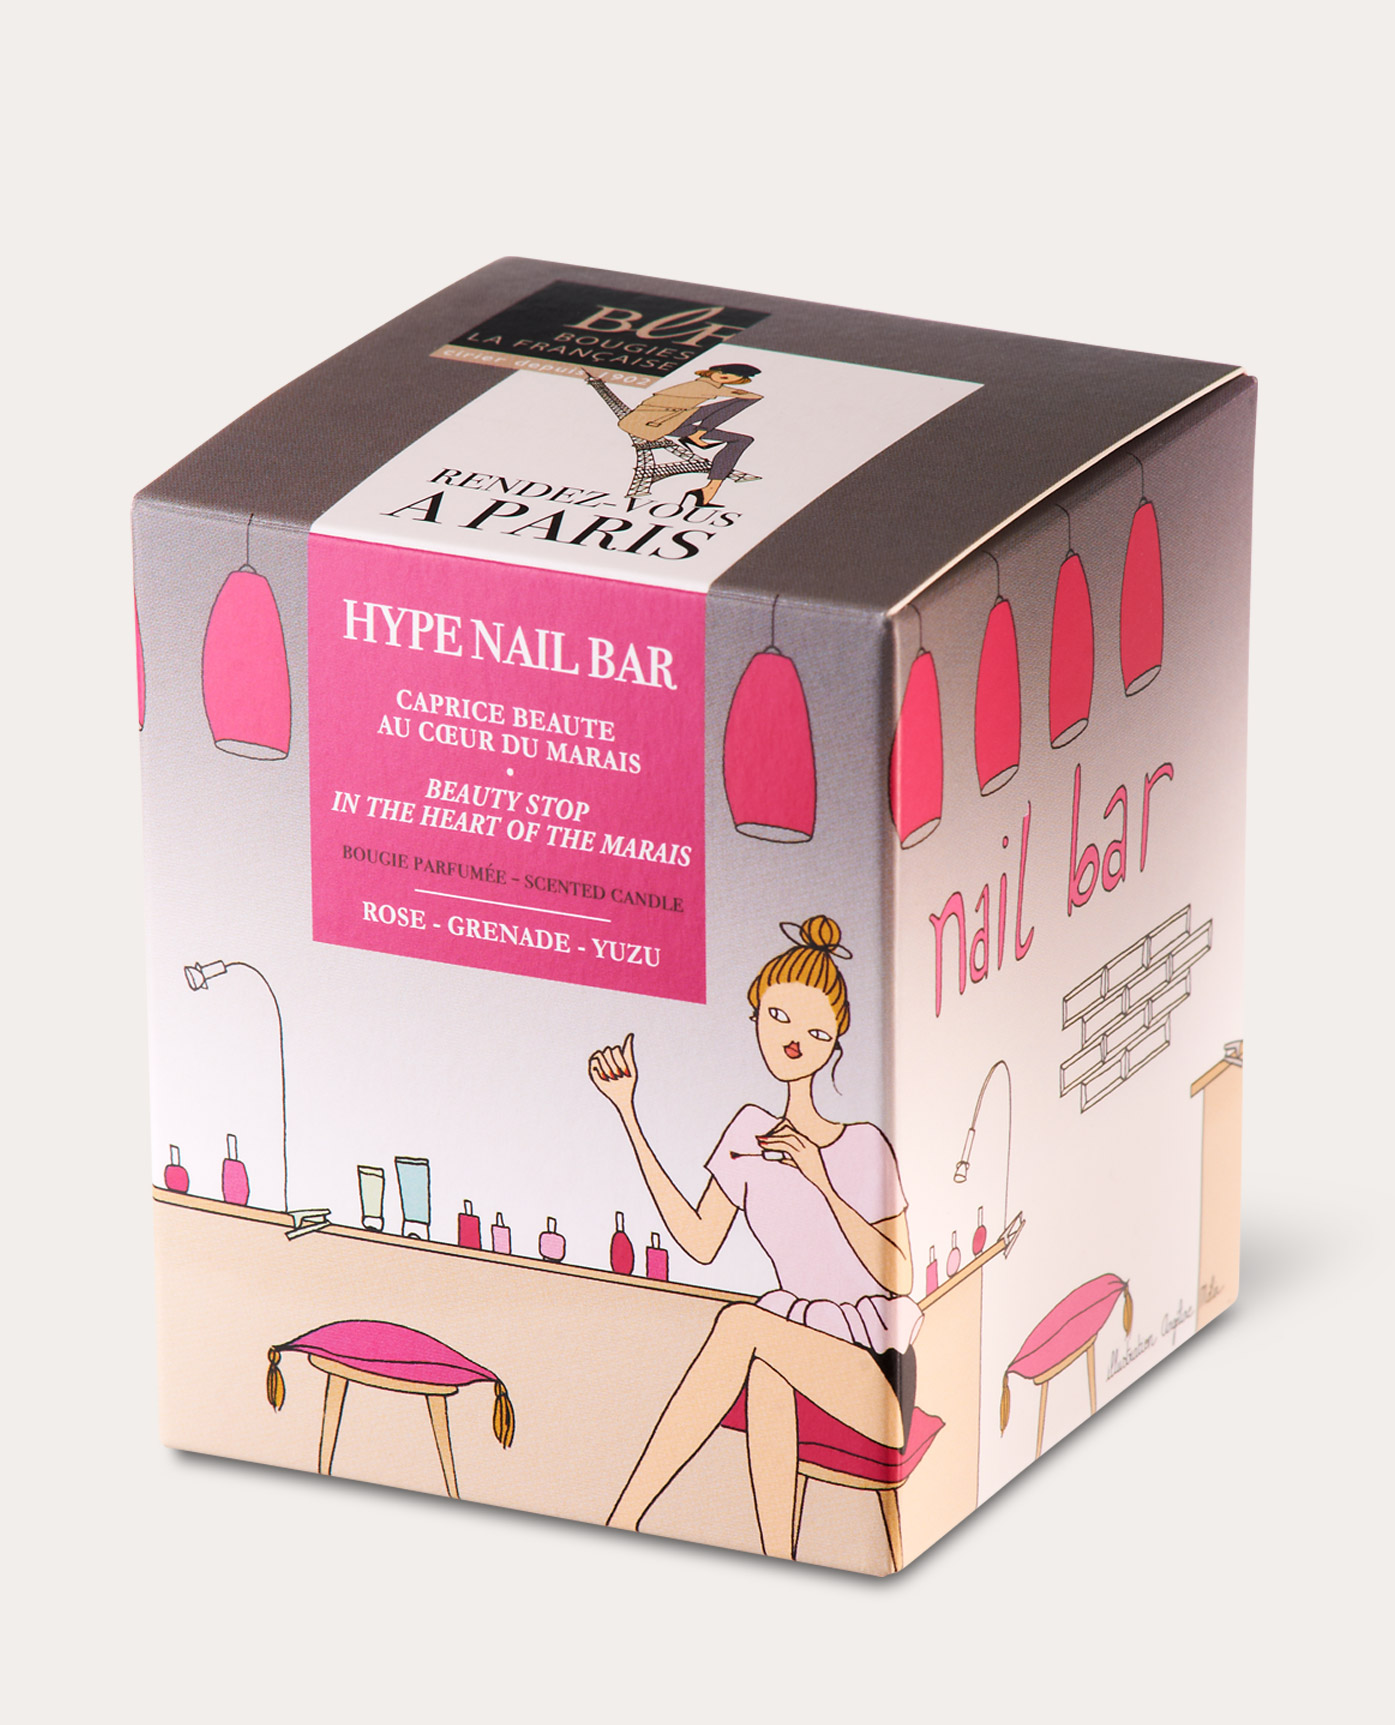 BLF
BOUGIES
LA FRANÇAISE
cirier depuis 1902
RENDEZ-VOUS
A PARIS
HYPE NAIL BAR
CAPRICE BEAUTE
AU CŒUR DU MARAIS
•
BEAUTY STOP
IN THE HEART OF THE MARAIS
BOUGIE PARFUMÉE – SCENTED CANDLE
ROSE - GRENADE - YUZU
nail bar
illustration